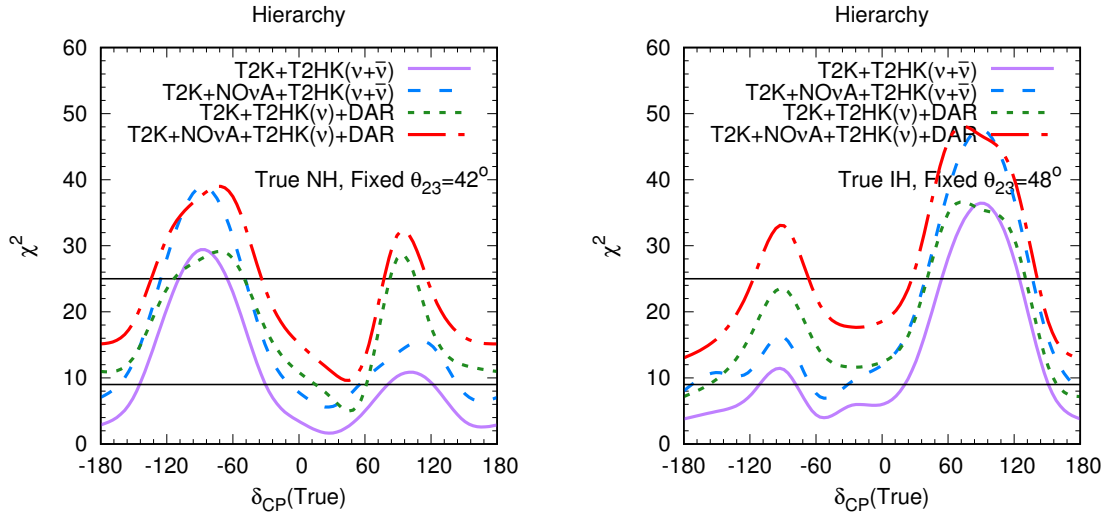 Hierarchy
60
50
40
30
20
10
0
χ²
T2K+T2HK(ν+ν̄)
T2K+NOνA+T2HK(ν+ν̄)
T2K+T2HK(ν)+DAR
T2K+NOνA+T2HK(ν)+DAR
True NH, Fixed θ₂₃=42°
-180 -120 -60 0 60 120 180
δ_CP(True)
Hierarchy
60
50
40
30
20
10
0
χ²
T2K+T2HK(ν+ν̄)
T2K+NOνA+T2HK(ν+ν̄)
T2K+T2HK(ν)+DAR
T2K+NOνA+T2HK(ν)+DAR
True IH, Fixed θ₂₃=48°
-180 -120 -60 0 60 120 180
δ_CP(True)